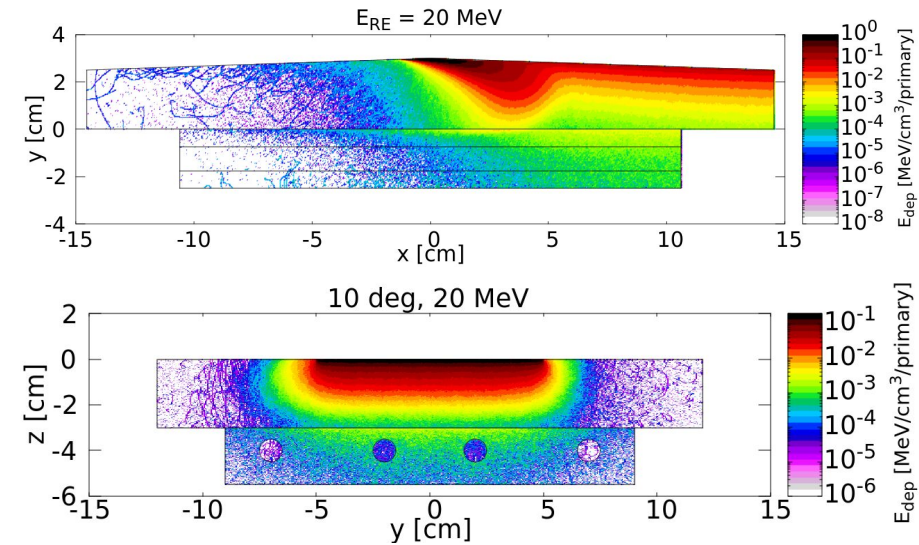 E_RE = 20 MeV
4
2
0
-2
-4
y [cm]
-15 -10 -5 0 5 10 15
x [cm]
10^0
10^-1
10^-2
10^-3
10^-4
10^-5
10^-6
10^-7
10^-8
E_dep [MeV/cm^3/primary]
10 deg, 20 MeV
2
0
-2
-4
-6
z [cm]
-15 -10 -5 0 5 10 15
y [cm]
10^-1
10^-2
10^-3
10^-4
10^-5
10^-6
E_dep [MeV/cm^3/primary]